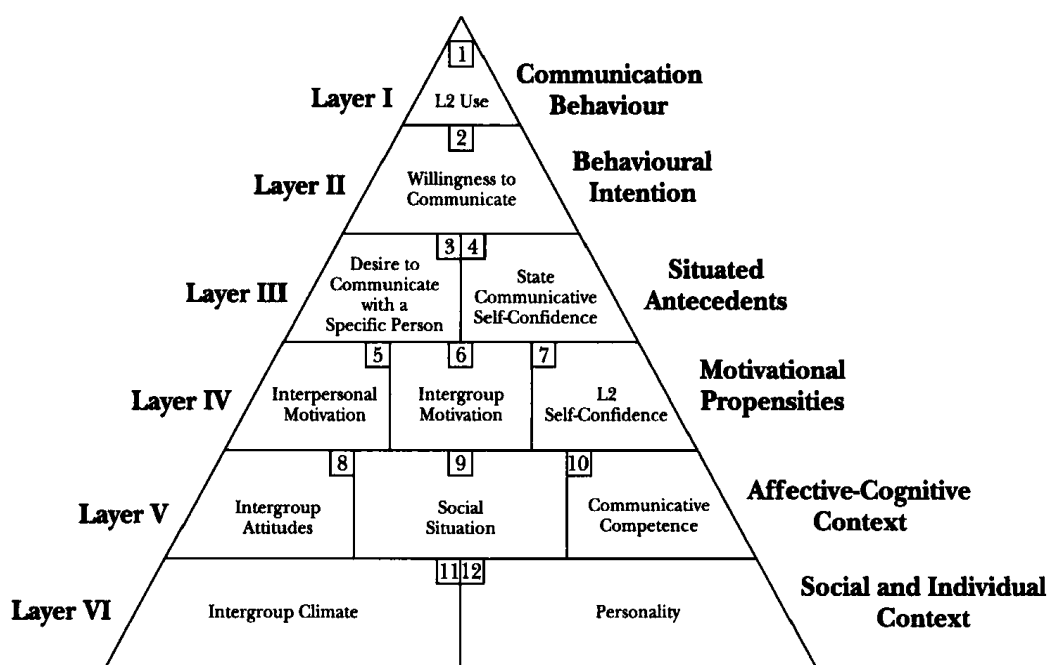 1
Layer I
L2 Use
Communication
Behaviour
2
Layer II
Willingness to
Communicate
Behavioural
Intention
3 4
Layer III
Desire to
Communicate
with a
Specific Person
State
Communicative
Self-Confidence
Situated
Antecedents
5 6 7
Layer IV
Interpersonal
Motivation
Intergroup
Motivation
L2
Self-Confidence
Motivational
Propensities
8 9 10
Layer V
Intergroup
Attitudes
Social
Situation
Communicative
Competence
Affective-Cognitive
Context
11 12
Layer VI
Intergroup Climate
Personality
Social and Individual
Context